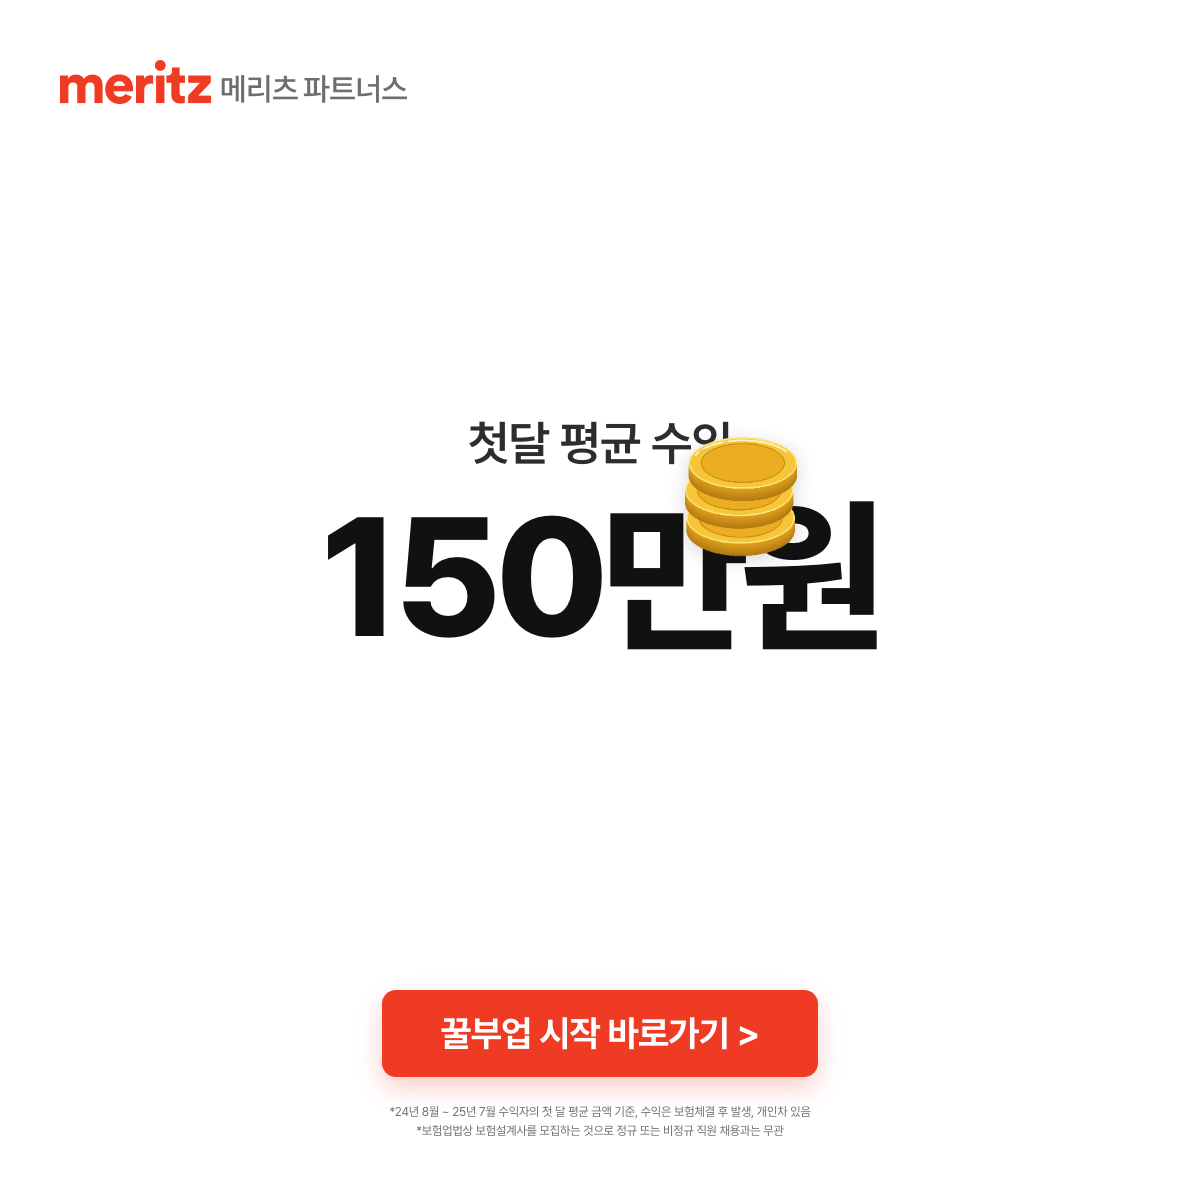 meritz 메리츠 파트너스
첫달 평균 수익
150만원
꿀부업 시작 바로가기 >
*24년 8월 ~ 25년 7월 수익자의 첫 달 평균 금액 기준, 수익은 보험체결 후 발생, 개인차 있음
*보험업법상 보험설계사를 모집하는 것으로 정규 또는 비정규 직원 채용과는 무관